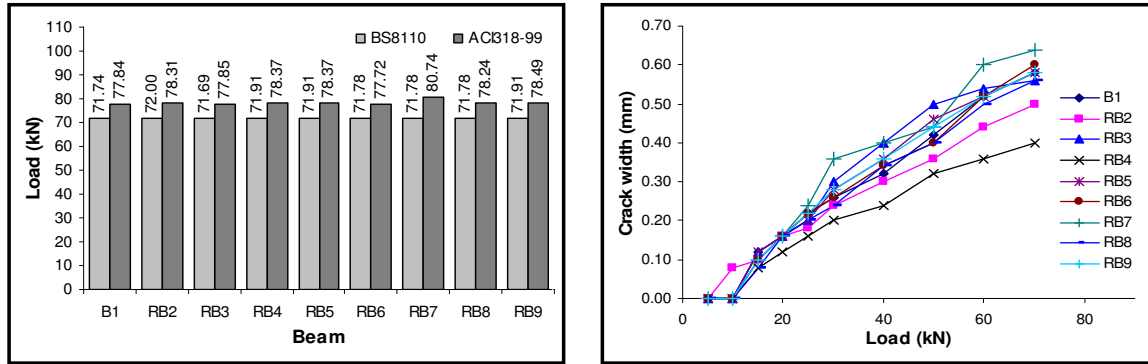 110
100
90
80
70
60
50
40
30
20
10
0
Load (kN)
BS8110
ACI318-99
71.74
77.84
72.00
78.31
71.69
77.85
71.91
78.37
71.91
78.37
71.78
77.72
71.78
80.74
71.78
78.24
71.91
78.49
B1 RB2 RB3 RB4 RB5 RB6 RB7 RB8 RB9
Beam
0.70
0.60
0.50
0.40
0.30
0.20
0.10
0.00
Crack width (mm)
0 20 40 60 80
Load (kN)
B1
RB2
RB3
RB4
RB5
RB6
RB7
RB8
RB9